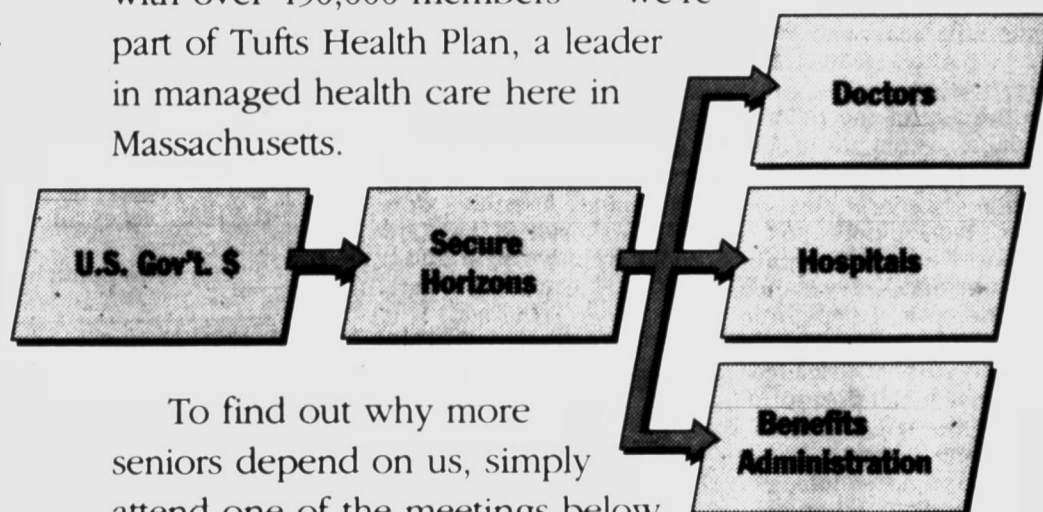 part of Tufts Health Plan, a leader
in managed health care here in
Massachusetts.
U.S. Gov't. $
Secure
Horizons
Doctors
Hospitals
Benefits
Administration
To find out why more
seniors depend on us, simply
attend one of the meetings below